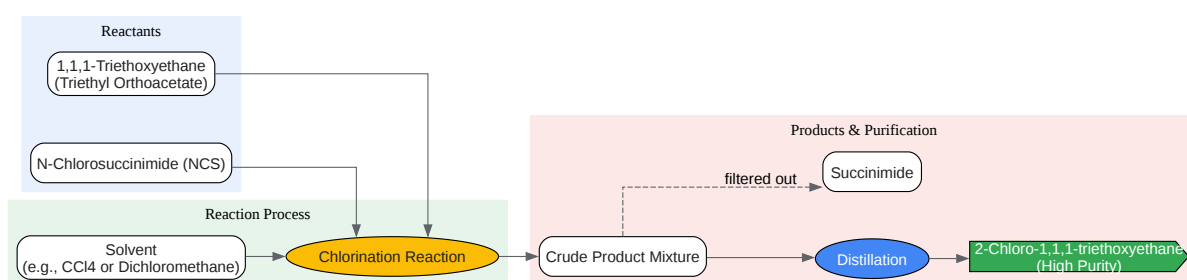 Reactants
1,1,1-Triethoxyethane
(Triethyl Orthoacetate)
N-Chlorosuccinimide (NCS)
Reaction Process
Solvent
(e.g., CCl4 or Dichloromethane)
Chlorination Reaction
Products & Purification
filtered out
Succinimide
Crude Product Mixture
Distillation
2-Chloro-1,1,1-triethoxyethane
(High Purity)